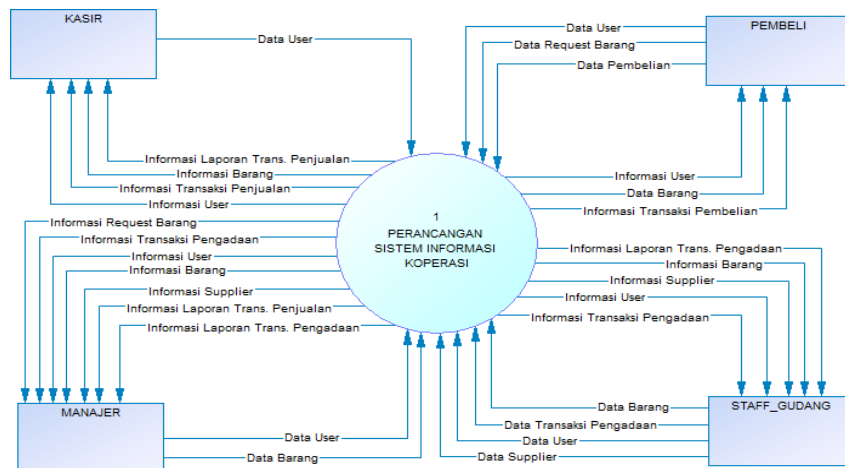 KASIR
Data User
Data User
PEMBELI
Data Request Barang
Data Pembelian
Informasi Laporan Trans. Penjualan
Informasi Barang
Informasi Transaksi Penjualan
Informasi User
Informasi User
Data Barang
Informasi Transaksi Pembelian
1
PERANCANGAN
SISTEM INFORMASI
KOPERASI
Informasi Request Barang
Informasi Transaksi Pengadaan
Informasi User
Informasi Barang
Informasi Supplier
Informasi Laporan Trans. Penjualan
Informasi Laporan Trans. Pengadaan
Informasi Laporan Trans. Pengadaan
Informasi Barang
Informasi Supplier
Informasi User
Informasi Transaksi Pengadaan
MANAJER
Data User
Data Barang
STAFF_GUDANG
Data Barang
Data Transaksi Pengadaan
Data User
Data Supplier